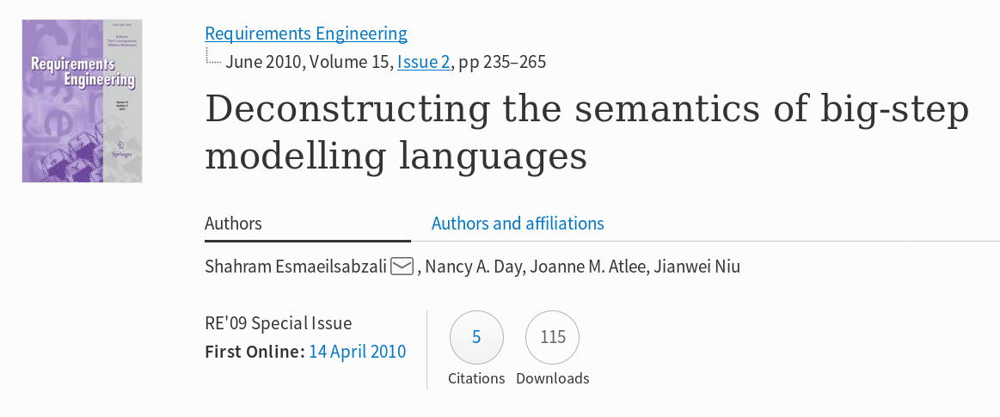 Requirements Engineering
June 2010, Volume 15, Issue 2, pp 235–265
Requirements
Engineering
Springer
Deconstructing the semantics of big-step
modelling languages
Authors
Authors and affiliations
Shahram Esmaeilsabzali , Nancy A. Day, Joanne M. Atlee, Jianwei Niu
RE'09 Special Issue
First Online: 14 April 2010
5
115
Citations
Downloads